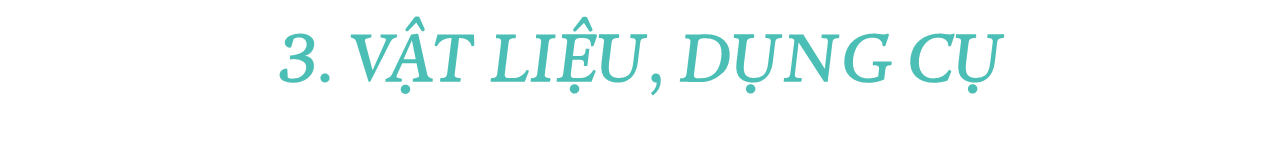 3. VẬT LIỆU, DỤNG CỤ